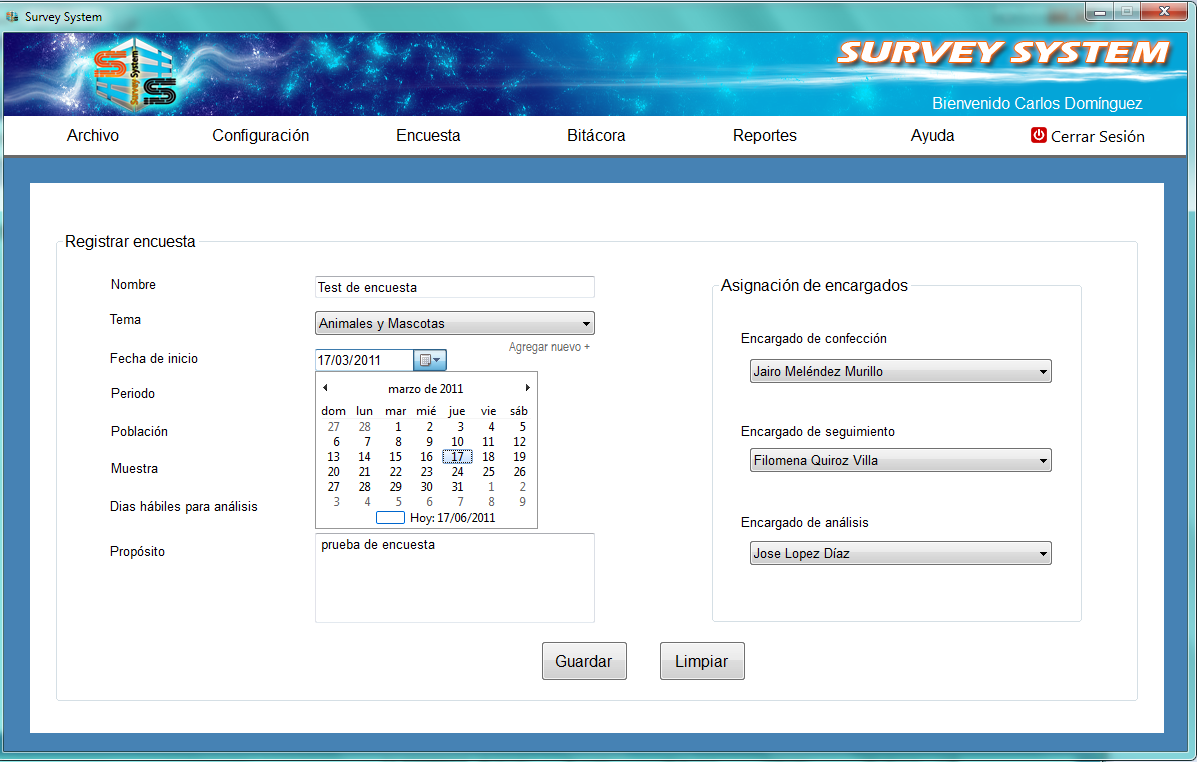 Survey System
SS
Survey System
SURVEY SYSTEM
Bienvenido Carlos Domínguez
Archivo Configuración Encuesta Bitácora Reportes Ayuda Cerrar Sesión
Registrar encuesta
Nombre Test de encuesta
Tema Animales y Mascotas
Agregar nuevo +
Fecha de inicio 17/03/2011
Periodo
Población
Muestra
Dias hábiles para análisis
marzo de 2011
dom lun mar mié jue vie sáb
27 28 1 2 3 4 5
6 7 8 9 10 11 12
13 14 15 16 17 18 19
20 21 22 23 24 25 26
27 28 29 30 31 1 2
3 4 5 6 7 8 9
Hoy: 17/06/2011
Propósito prueba de encuesta
Asignación de encargados
Encargado de confección
Jairo Meléndez Murillo
Encargado de seguimiento
Filomena Quiroz Villa
Encargado de análisis
Jose Lopez Díaz
Guardar Limpiar